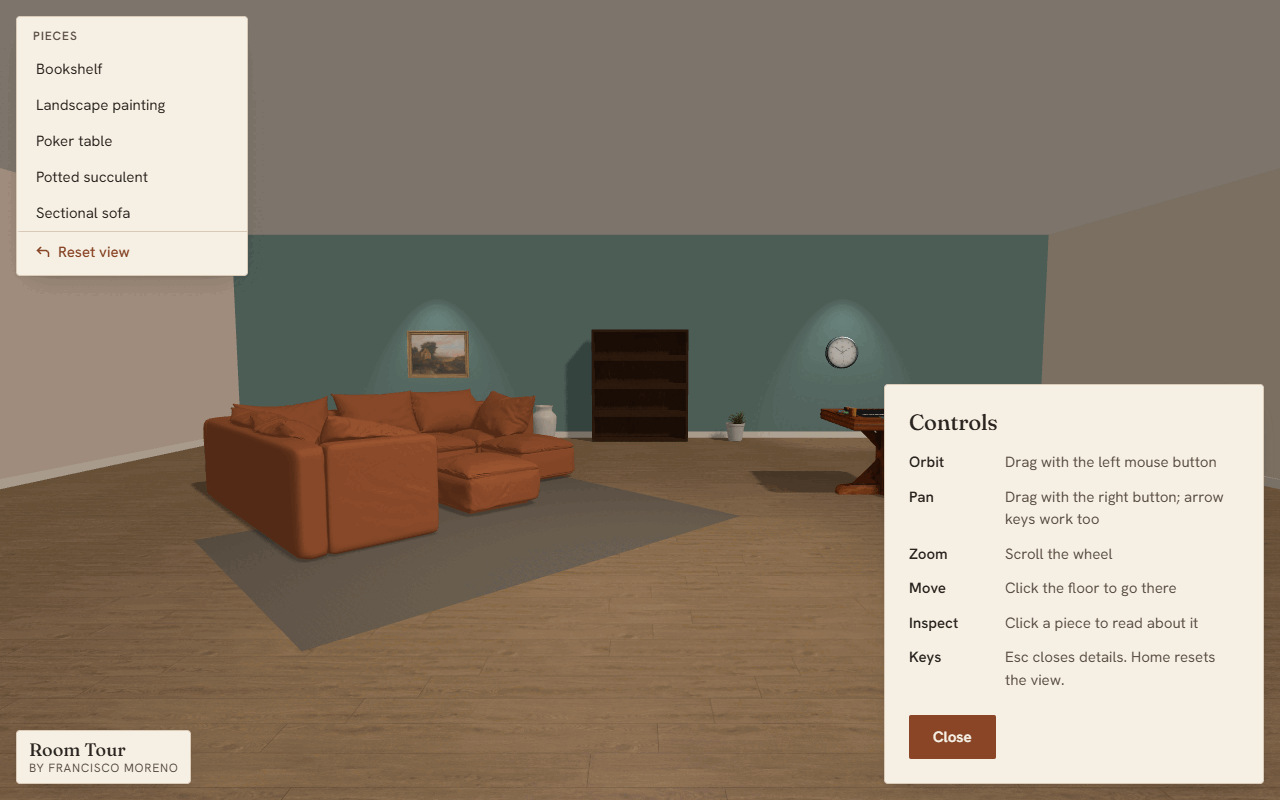 PIECES
Bookshelf
Landscape painting
Poker table
Potted succulent
Sectional sofa
Reset view
Controls
Orbit
Drag with the left mouse button
Pan
Drag with the right button; arrow
keys work too
Zoom
Scroll the wheel
Move
Click the floor to go there
Inspect
Click a piece to read about it
Keys
Esc closes details. Home resets
the view.
Close
Room Tour
BY FRANCISCO MORENO